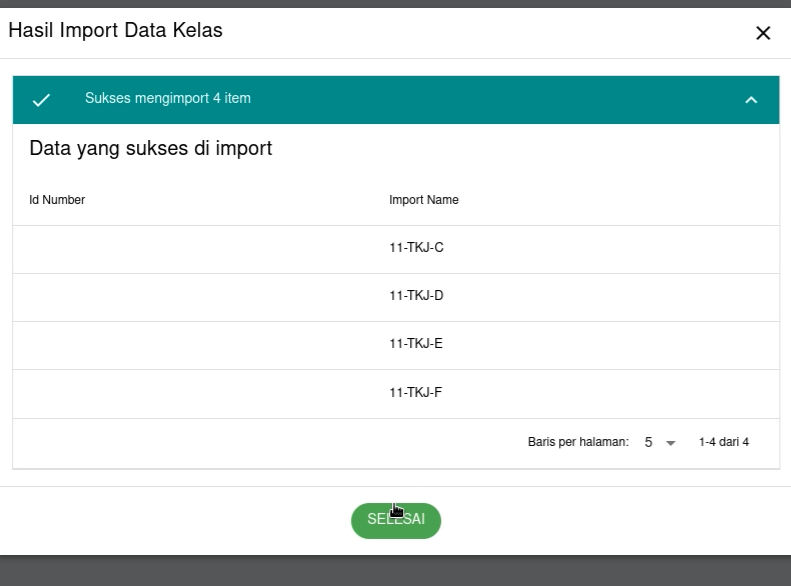 Hasil Import Data Kelas
Sukses mengimport 4 item
Data yang sukses di import
Id Number Import Name
11-TKJ-C
11-TKJ-D
11-TKJ-E
11-TKJ-F
Baris per halaman: 5 1-4 dari 4
SELESAI